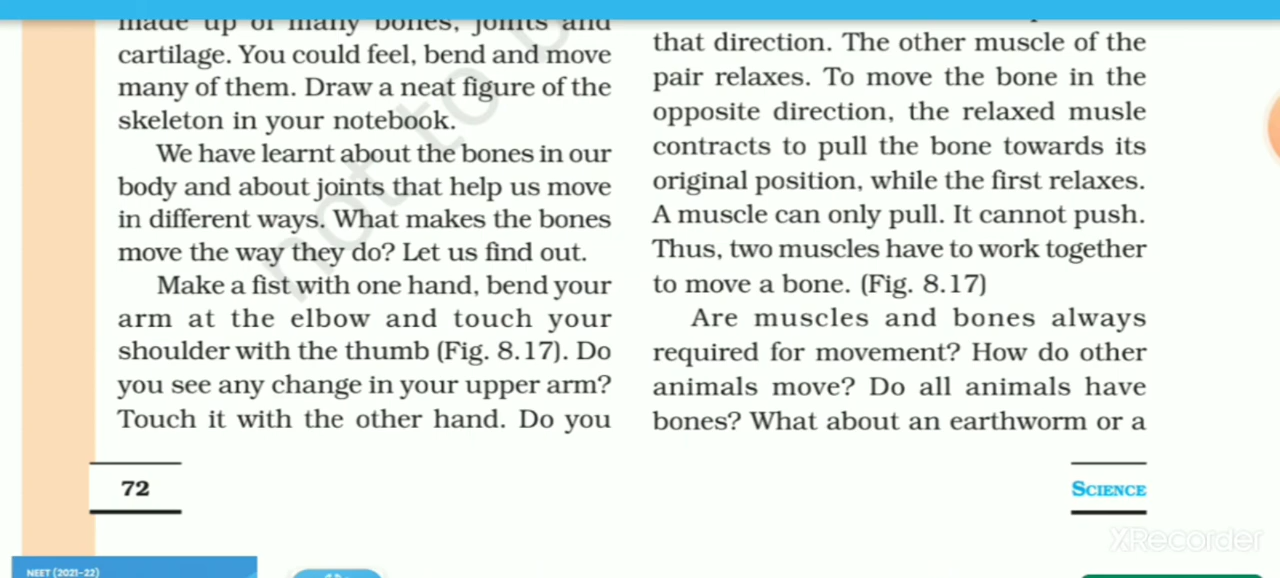 made up of many bones, joints and
cartilage. You could feel, bend and move
many of them. Draw a neat figure of the
skeleton in your notebook.
We have learnt about the bones in our
body and about joints that help us move
in different ways. What makes the bones
move the way they do? Let us find out.
Make a fist with one hand, bend your
arm at the elbow and touch your
shoulder with the thumb (Fig. 8.17). Do
you see any change in your upper arm?
Touch it with the other hand. Do you
that direction. The other muscle of the
pair relaxes. To move the bone in the
opposite direction, the relaxed musle
contracts to pull the bone towards its
original position, while the first relaxes.
A muscle can only pull. It cannot push.
Thus, two muscles have to work together
to move a bone. (Fig. 8.17)
Are muscles and bones always
required for movement? How do other
animals move? Do all animals have
bones? What about an earthworm or a
72
SCIENCE
not to
XRecorder
NEET (2021-22)